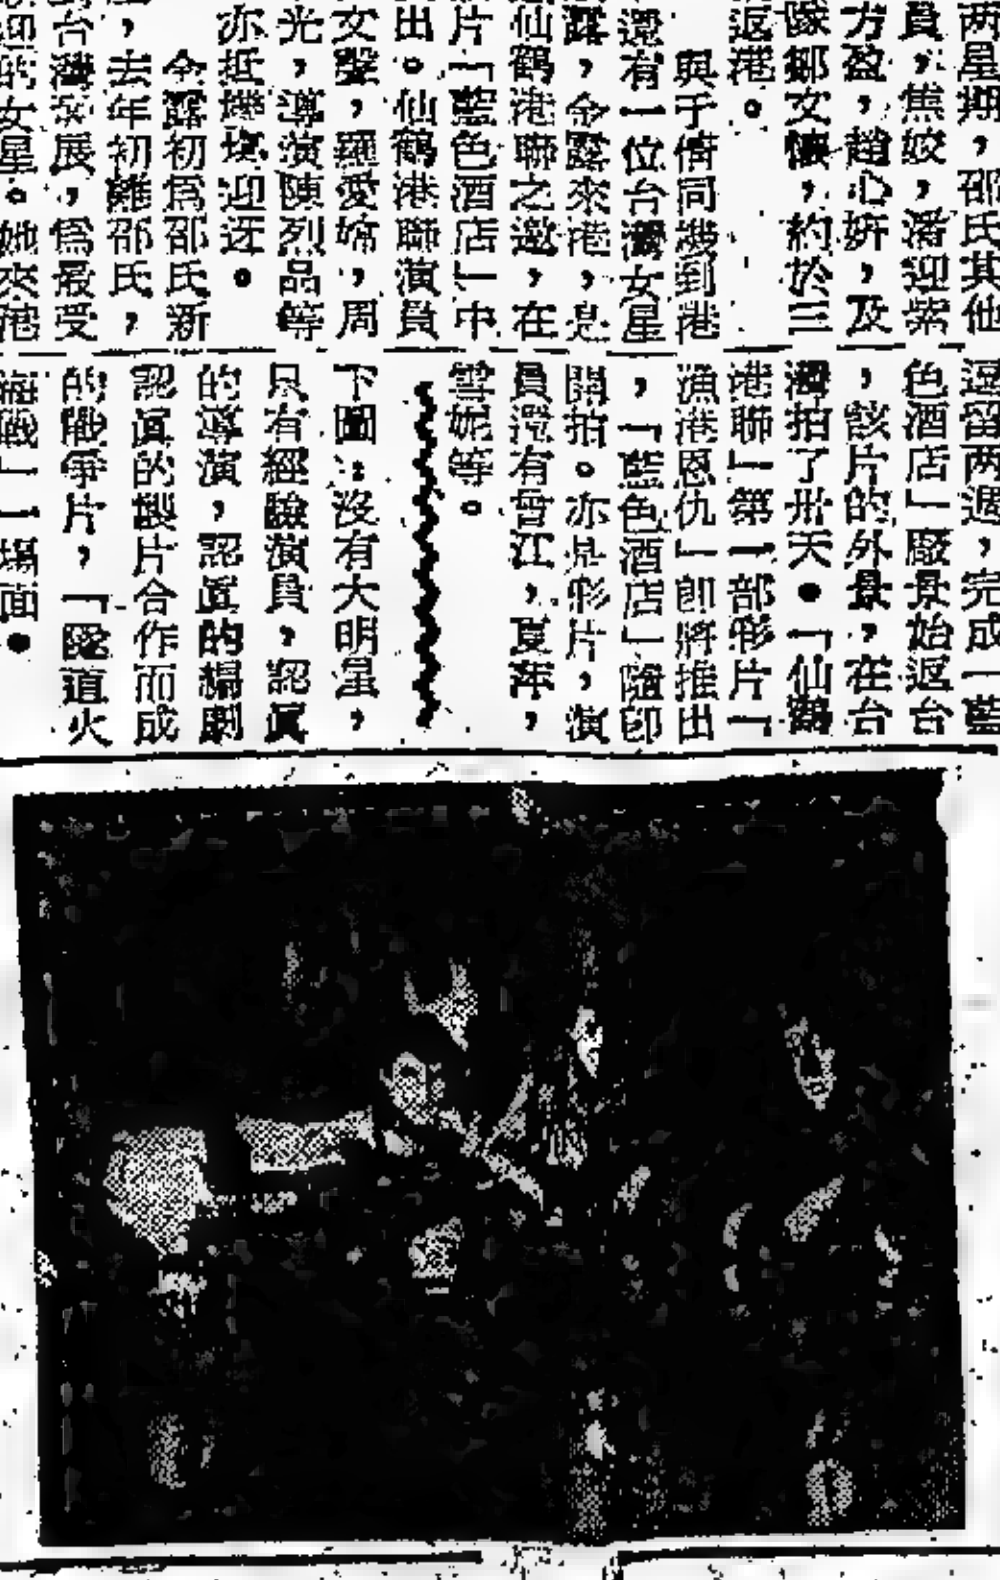 两星期，邵氏其他
員，焦姣，潘迎紫
方盈，趙心妍，及
隊鄒文懷，約於三
返港。
與于倩同機到港
還有一位台灣女星
露，金露來港，是
仙鶴港聯之邀，在
片「藍色酒店」中
出。仙鶴港聯演員
女聲，羅愛嫦，周
光，導演陳烈品等
亦抵機塲迎迓。
金露初爲邵氏新
，去年初離邵氏，
台灣發展，爲最受
迎的女星。她來港
逗留两週，完成「藍
色酒店」廠景始返台
，該片的外景，在台
灣拍了卅天●「仙鶴
港聯」第一部彩片「
漁港恩仇」卽將推出
，「藍色酒店」隨卽
開拍。亦是彩片，演
員還有曾江，夏萍，
雪妮等。
下圖：沒有大明星，
只有經驗演員，認眞
的導演，認眞的編劇
認眞的製片合作而成
的戰爭片，「愛道火
海戰」一塲面●